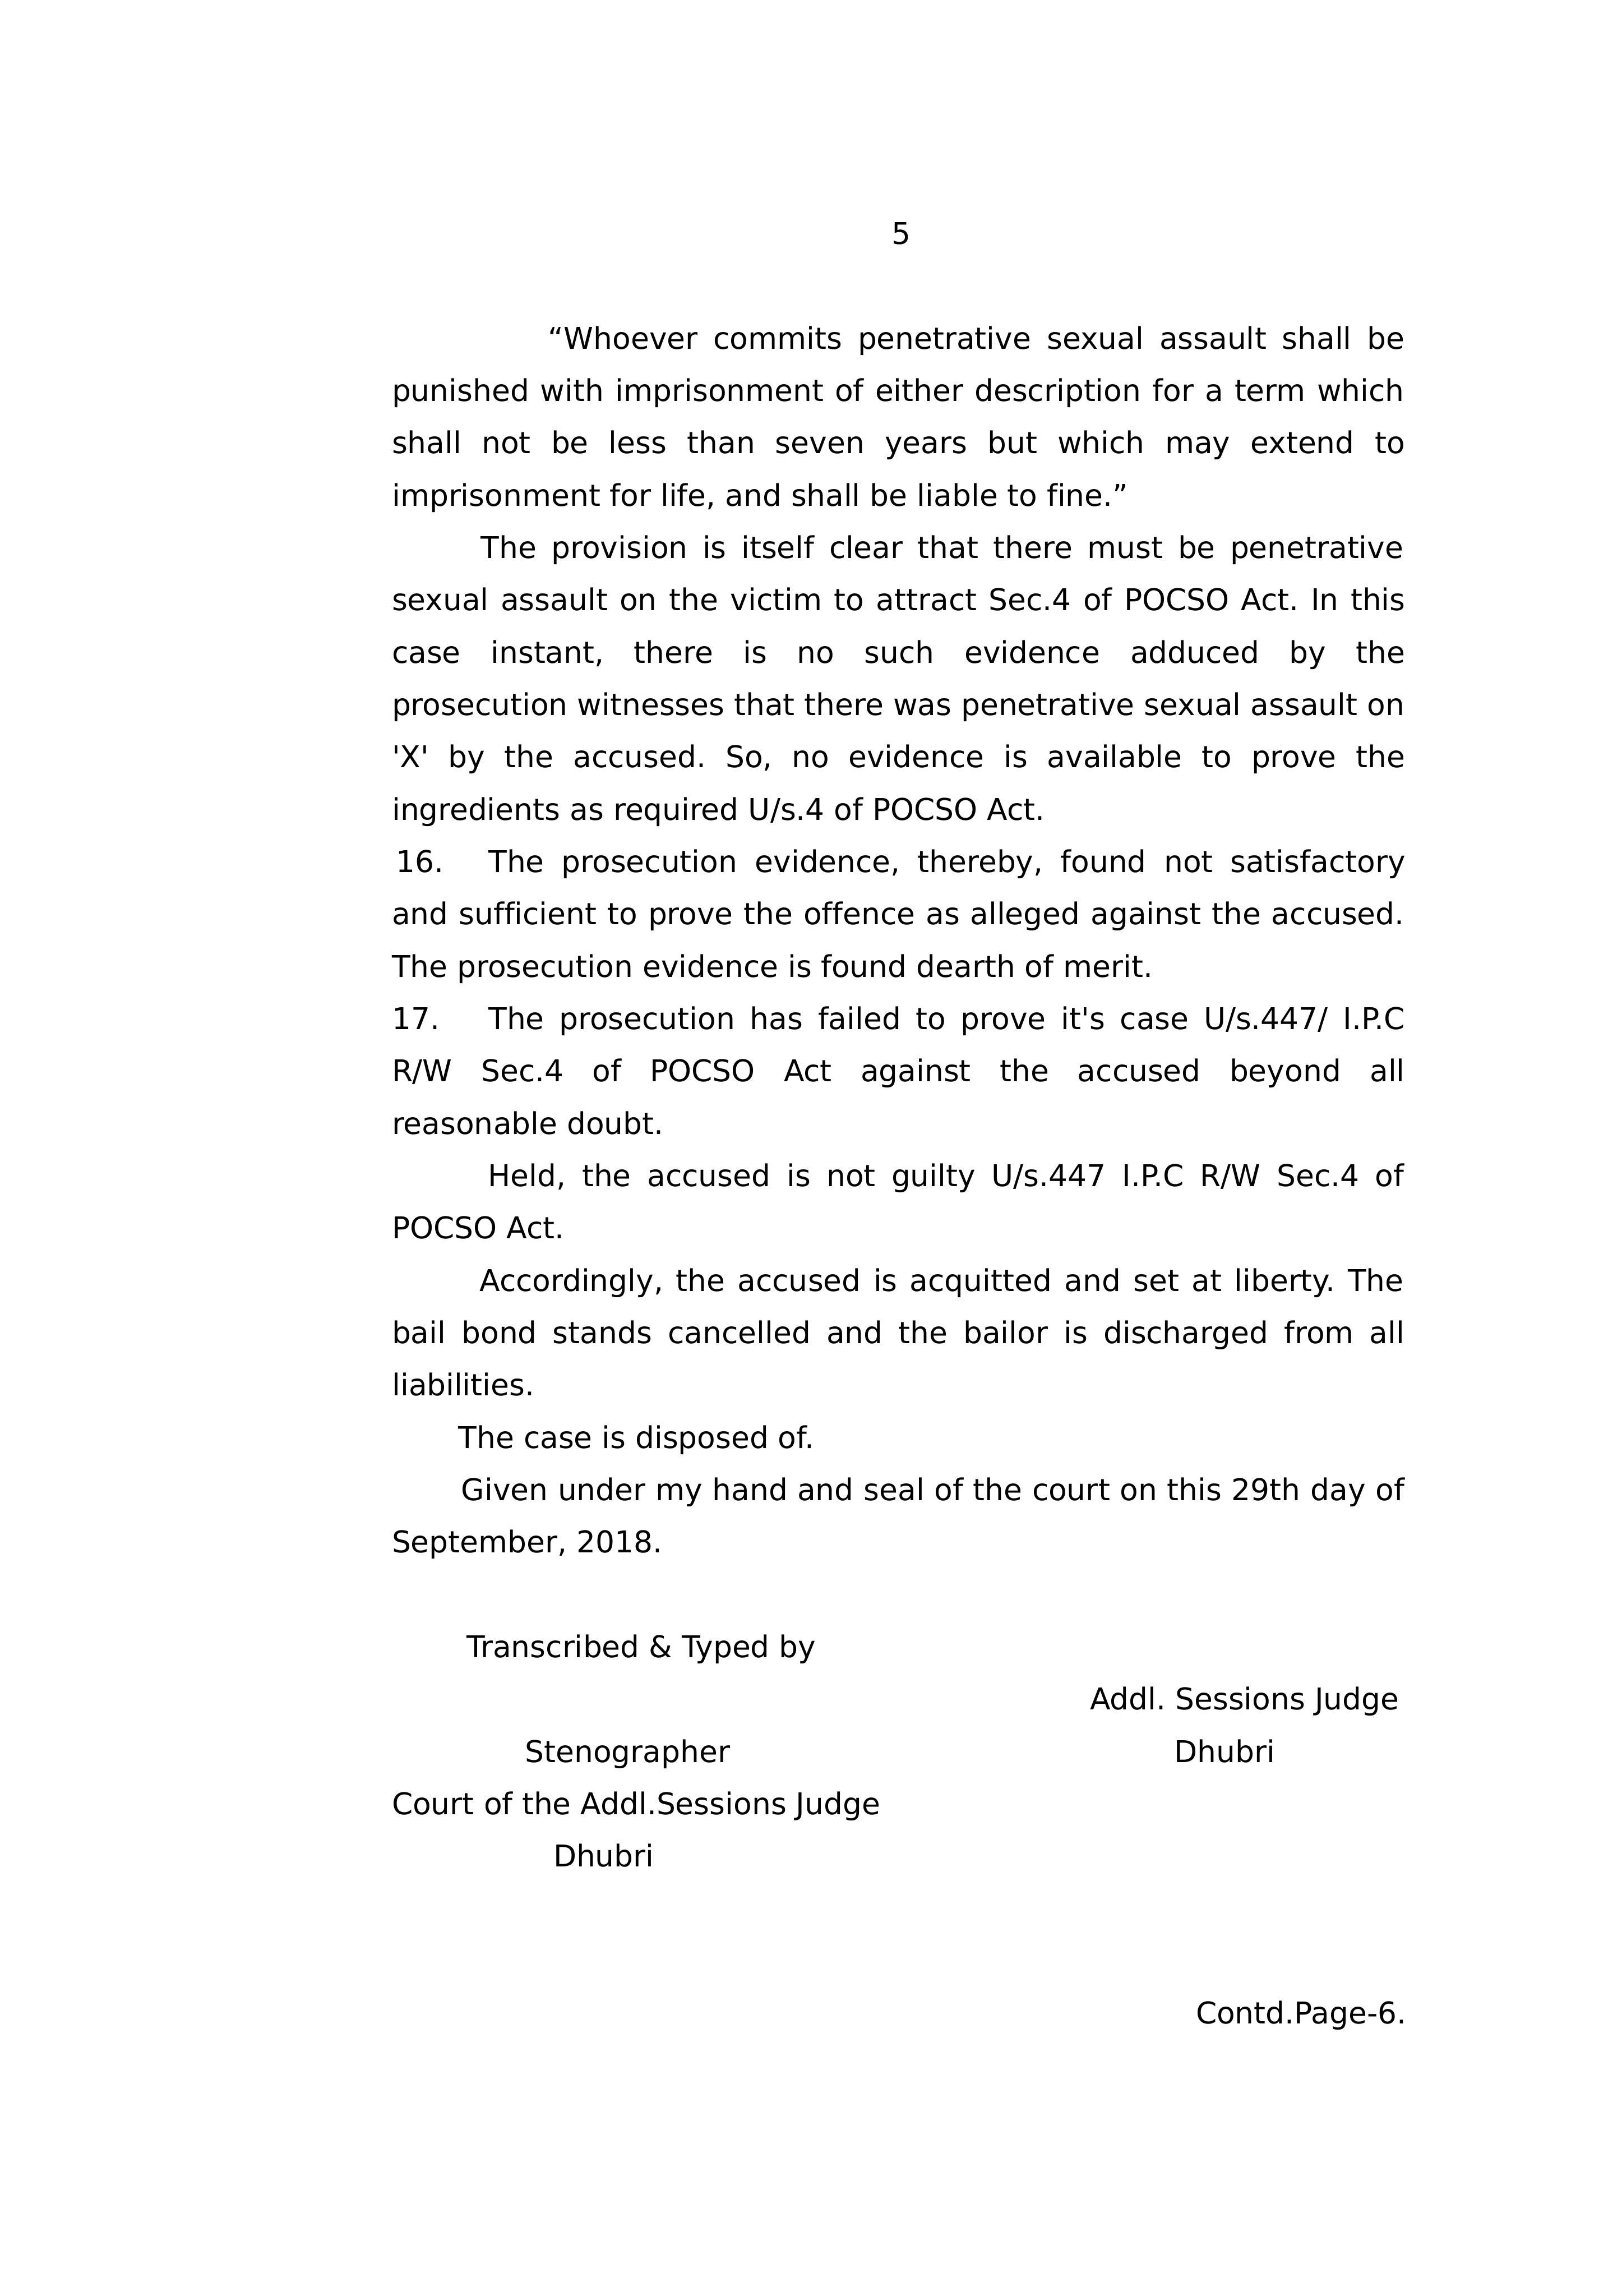 5
“Whoever commits penetrative sexual assault shall be
punished with imprisonment of either description for a term which
shall not be less than seven years but which may extend to
imprisonment for life, and shall be liable to fine.”
The provision is itself clear that there must be penetrative
sexual assault on the victim to attract Sec.4 of POCSO Act. In this
case instant, there is no such evidence adduced by the
prosecution witnesses that there was penetrative sexual assault on
'X' by the accused. So, no evidence is available to prove the
ingredients as required U/s.4 of POCSO Act.
16. The prosecution evidence, thereby, found not satisfactory
and sufficient to prove the offence as alleged against the accused.
The prosecution evidence is found dearth of merit.
17. The prosecution has failed to prove it's case U/s.447/ I.P.C
R/W Sec.4 of POCSO Act against the accused beyond all
reasonable doubt.
Held, the accused is not guilty U/s.447 I.P.C R/W Sec.4 of
POCSO Act.
Accordingly, the accused is acquitted and set at liberty. The
bail bond stands cancelled and the bailor is discharged from all
liabilities.
The case is disposed of.
Given under my hand and seal of the court on this 29th day of
September, 2018.
Transcribed & Typed by
Addl. Sessions Judge
Stenographer Dhubri
Court of the Addl.Sessions Judge
Dhubri
Contd.Page-6.